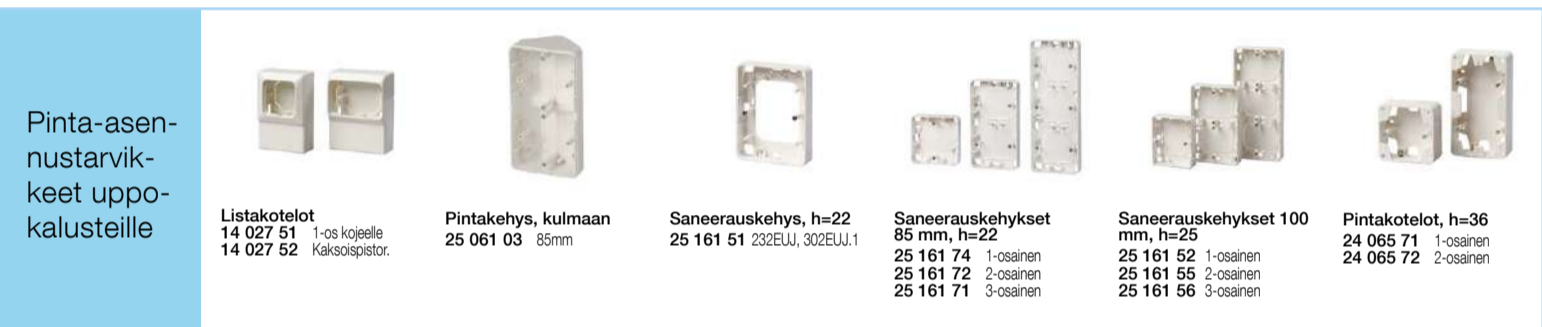 Pinta-asen-
nustarvik-
keet uppo-
kalusteille
Listakotelot
14 027 51 1-os kojeelle
14 027 52 Kaksoispistor.
Pintakehys, kulmaan
25 061 03 85mm
Saneerauskehys, h=22
25 161 51 232EUJ, 302EUJ.1
Saneerauskehykset
85 mm, h=22
25 161 74 1-osainen
25 161 72 2-osainen
25 161 71 3-osainen
Saneerauskehykset 100
mm, h=25
25 161 52 1-osainen
25 161 55 2-osainen
25 161 56 3-osainen
Pintakotelot, h=36
24 065 71 1-osainen
24 065 72 2-osainen